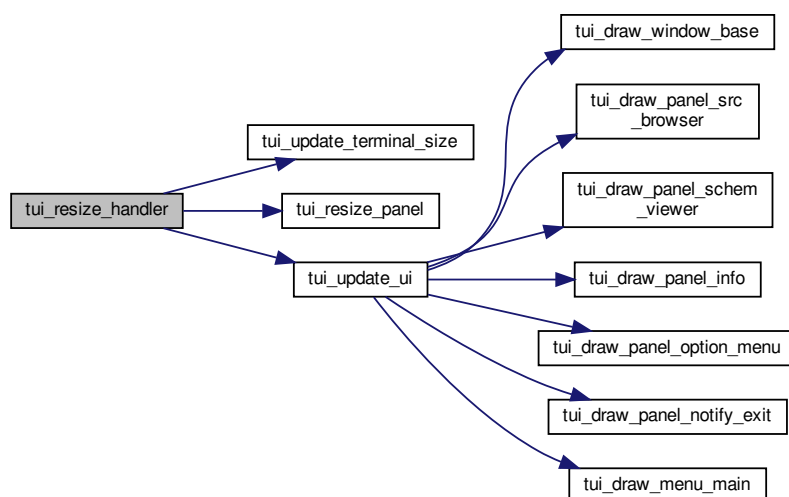 tui_draw_window_base
tui_draw_panel_src
_browser
tui_update_terminal_size
tui_draw_panel_schem
_viewer
tui_resize_handler
tui_resize_panel
tui_update_ui
tui_draw_panel_info
tui_draw_panel_option_menu
tui_draw_panel_notify_exit
tui_draw_menu_main